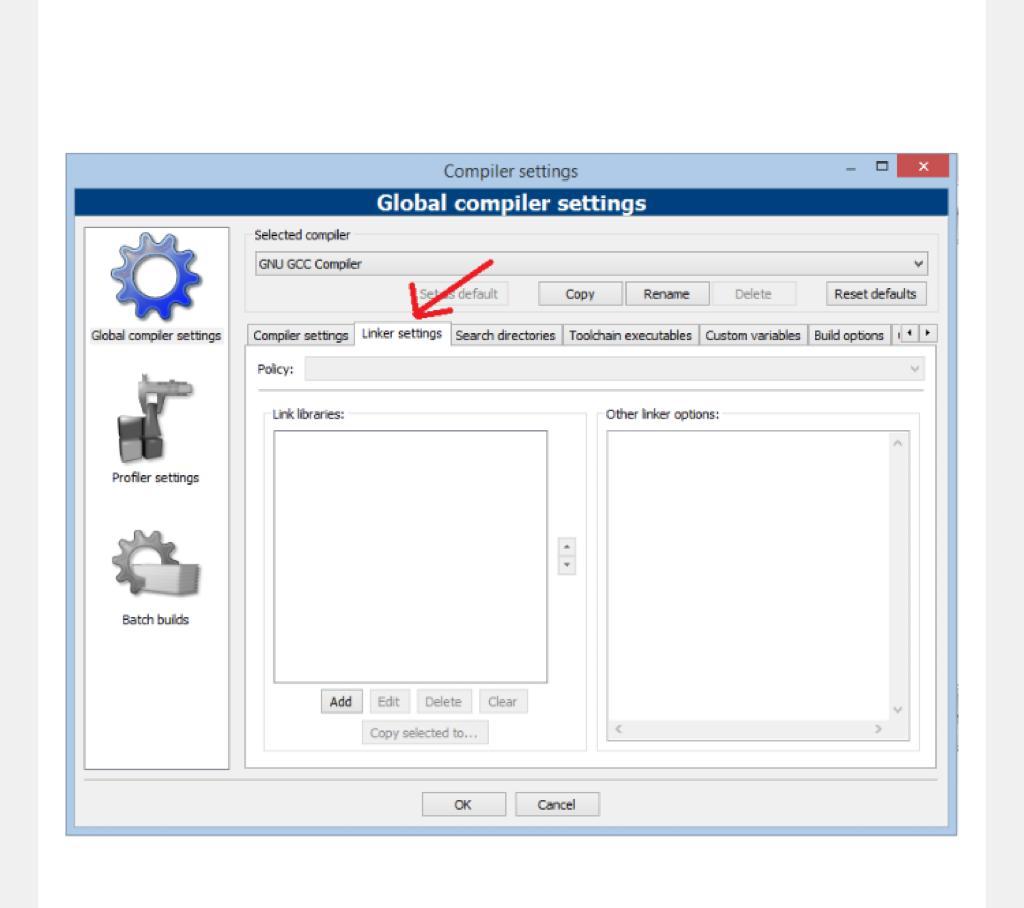 Compiler settings
Global compiler settings
Selected compiler
GNU GCC Compiler
Set as default
Copy
Rename
Delete
Reset defaults
Global compiler settings
Profiler settings
Batch builds
Compiler settings
Linker settings
Search directories
Toolchain executables
Custom variables
Build options
Policy:
Link libraries:
Other linker options:
Add
Edit
Delete
Clear
Copy selected to...
OK
Cancel